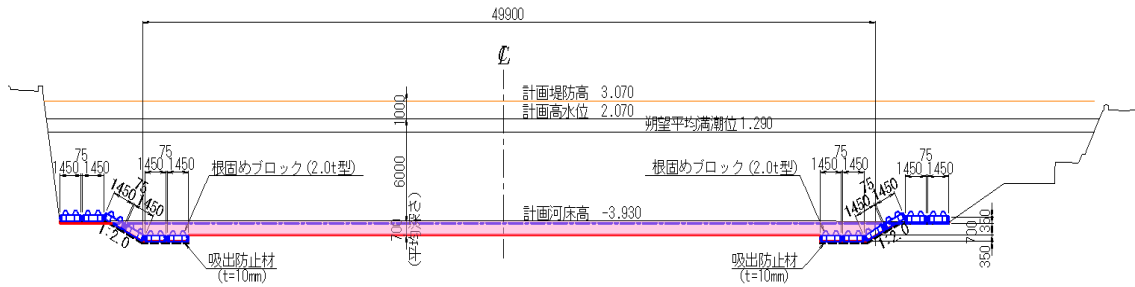 49900
℄
計画堤防高 3.070
計画高水位 2.070
朔望平均満潮位 1.290
1000
6000
700
(平均深さ)
75
1450 1450
75
1450 1450
75
1450
1450
根固めブロック(2.0t型)
根固めブロック(2.0t型)
75
1450 1450
75
1450
1450
75
1450 1450
計画河床高 -3.930
1:2.0
1:2.0
350
700
350
吸出防止材
(t=10mm)
吸出防止材
(t=10mm)